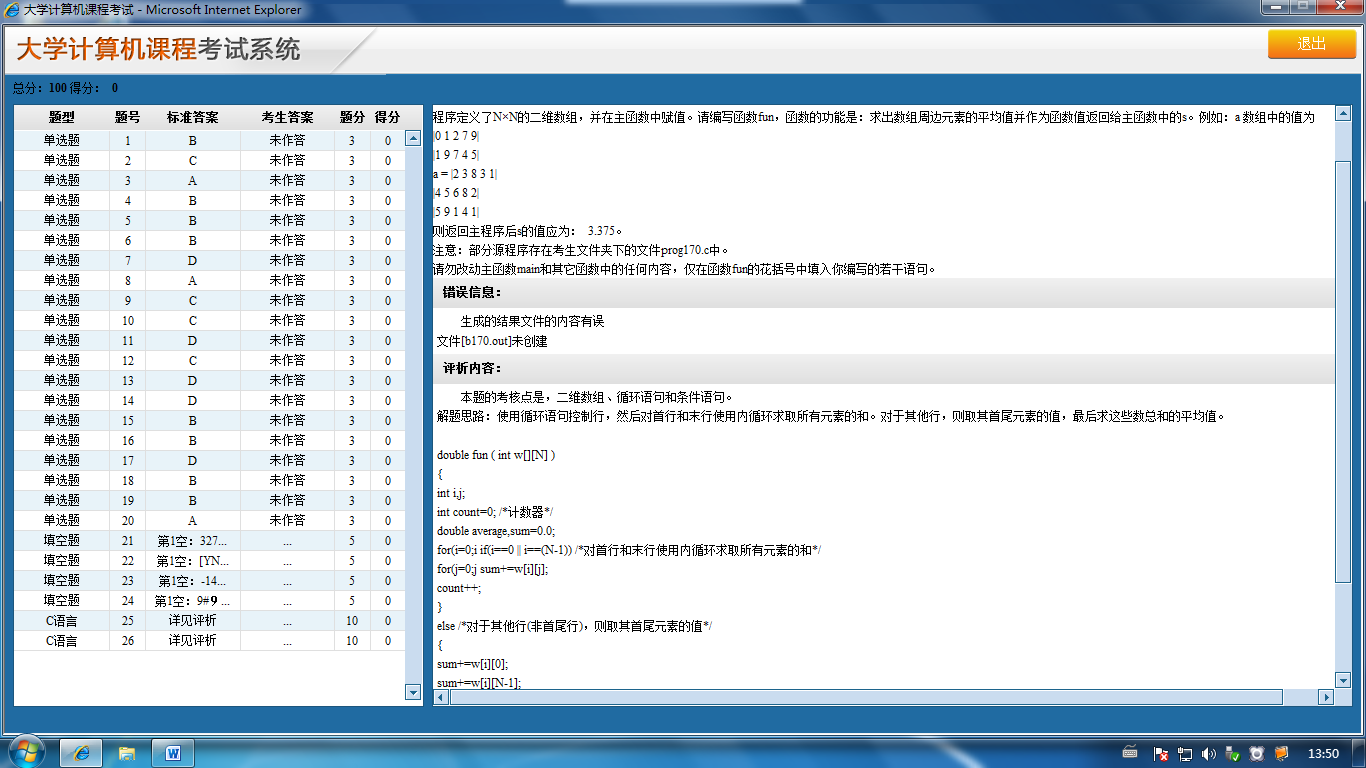 大学计算机课程考试 - Microsoft Internet Explorer
大学计算机课程考试系统
退出
总分：100 得分： 0
题型 题号 标准答案 考生答案 题分 得分
单选题 1 B 未作答 3 0
单选题 2 C 未作答 3 0
单选题 3 A 未作答 3 0
单选题 4 B 未作答 3 0
单选题 5 B 未作答 3 0
单选题 6 B 未作答 3 0
单选题 7 D 未作答 3 0
单选题 8 A 未作答 3 0
单选题 9 C 未作答 3 0
单选题 10 C 未作答 3 0
单选题 11 D 未作答 3 0
单选题 12 C 未作答 3 0
单选题 13 D 未作答 3 0
单选题 14 D 未作答 3 0
单选题 15 B 未作答 3 0
单选题 16 B 未作答 3 0
单选题 17 D 未作答 3 0
单选题 18 B 未作答 3 0
单选题 19 B 未作答 3 0
单选题 20 A 未作答 3 0
填空题 21 第1空：327... ... 5 0
填空题 22 第1空：[YN... ... 5 0
填空题 23 第1空：-14... ... 5 0
填空题 24 第1空：9#9 ... ... 5 0
C语言 25 详见评析 ... 10 0
C语言 26 详见评析 ... 10 0
程序定义了N×N的二维数组，并在主函数中赋值。请编写函数fun，函数的功能是：求出数组周边元素的平均值并作为函数值返回给主函数中的s。例如：a 数组中的值为
|0 1 2 7 9|
|1 9 7 4 5|
a = |2 3 8 3 1|
|4 5 6 8 2|
|5 9 1 4 1|
则返回主程序后s的值应为： 3.375。
注意：部分源程序存在考生文件夹下的文件prog170.c中。
请勿改动主函数main和其它函数中的任何内容，仅在函数fun的花括号中填入你编写的若干语句。
错误信息：
生成的结果文件的内容有误
文件[b170.out]未创建
评析内容：
本题的考核点是，二维数组、循环语句和条件语句。
解题思路：使用循环语句控制行，然后对首行和末行使用内循环求取所有元素的和。对于其他行，则取其首尾元素的值，最后求这些数总和的平均值。
double fun ( int w[][N] )
{
int i,j;
int count=0; /*计数器*/
double average,sum=0.0;
for(i=0;i if(i==0 || i==(N-1)) /*对首行和末行使用内循环求取所有元素的和*/
for(j=0;j sum+=w[i][j];
count++;
}
else /*对于其他行(非首尾行)，则取其首尾元素的值*/
{
sum+=w[i][0];
sum+=w[i][N-1];
13:50